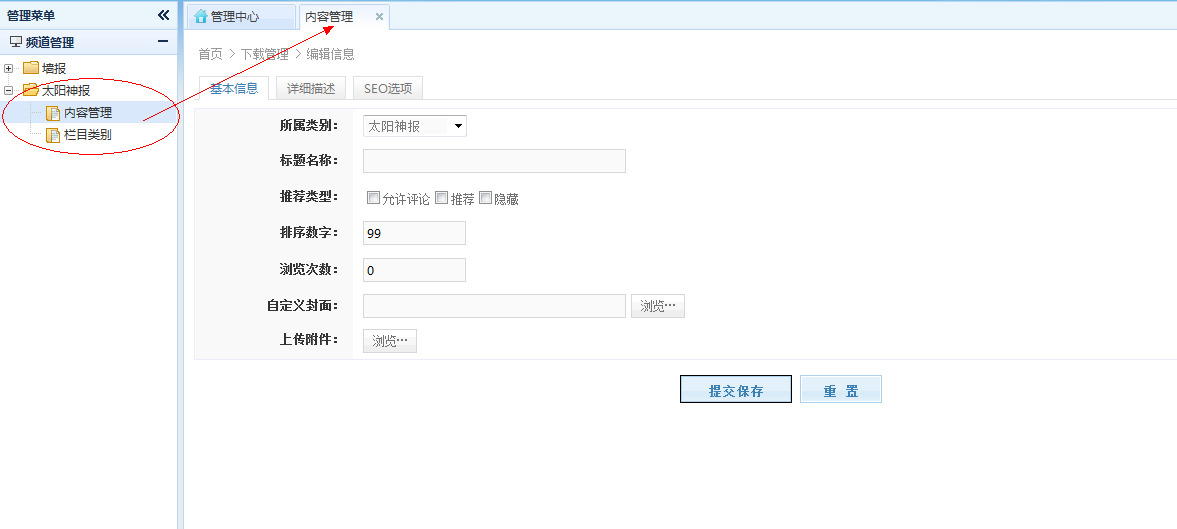 管理菜单
频道管理
墙报
太阳神报
内容管理
栏目类别
管理中心
内容管理
首页 > 下载管理 > 编辑信息
基本信息 详细描述 SEO选项
所属类别： 太阳神报
标题名称：
推荐类型： 允许评论 推荐 隐藏
排序数字： 99
浏览次数： 0
自定义封面： 浏览…
上传附件： 浏览…
提交保存 重 置